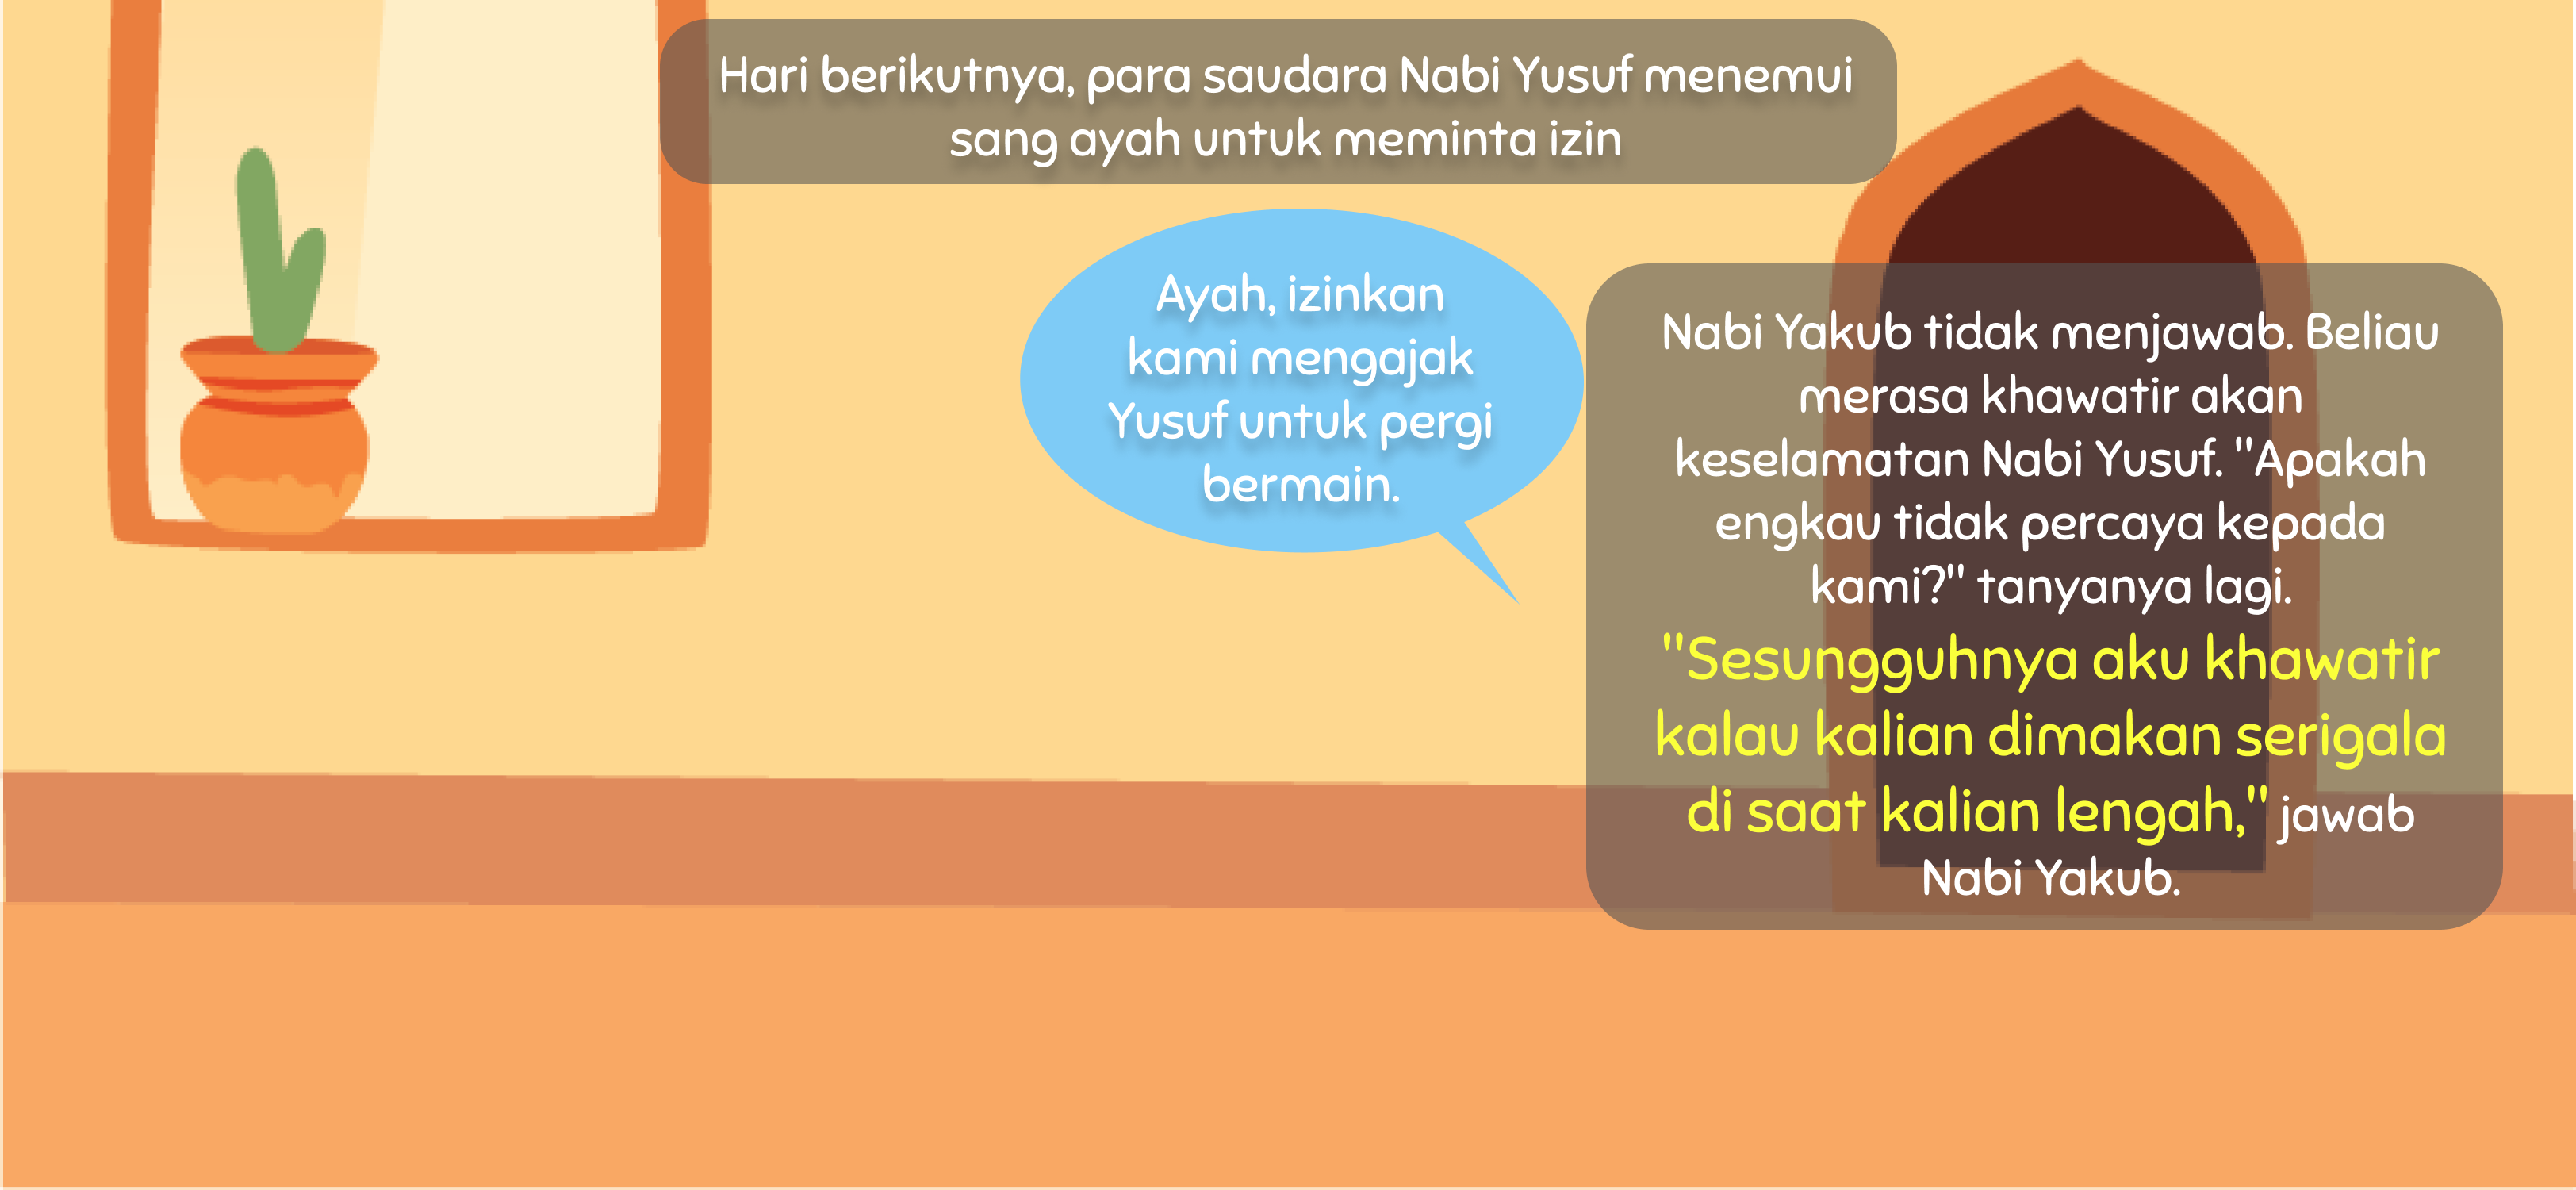 Hari berikutnya, para saudara Nabi Yusuf menemui
sang ayah untuk meminta izin
Ayah, izinkan
kami mengajak
Yusuf untuk pergi
bermain.
Nabi Yakub tidak menjawab. Beliau
merasa khawatir akan
keselamatan Nabi Yusuf. "Apakah
engkau tidak percaya kepada
kami?" tanyanya lagi.
"Sesungguhnya aku khawatir
kalau kalian dimakan serigala
di saat kalian lengah," jawab
Nabi Yakub.